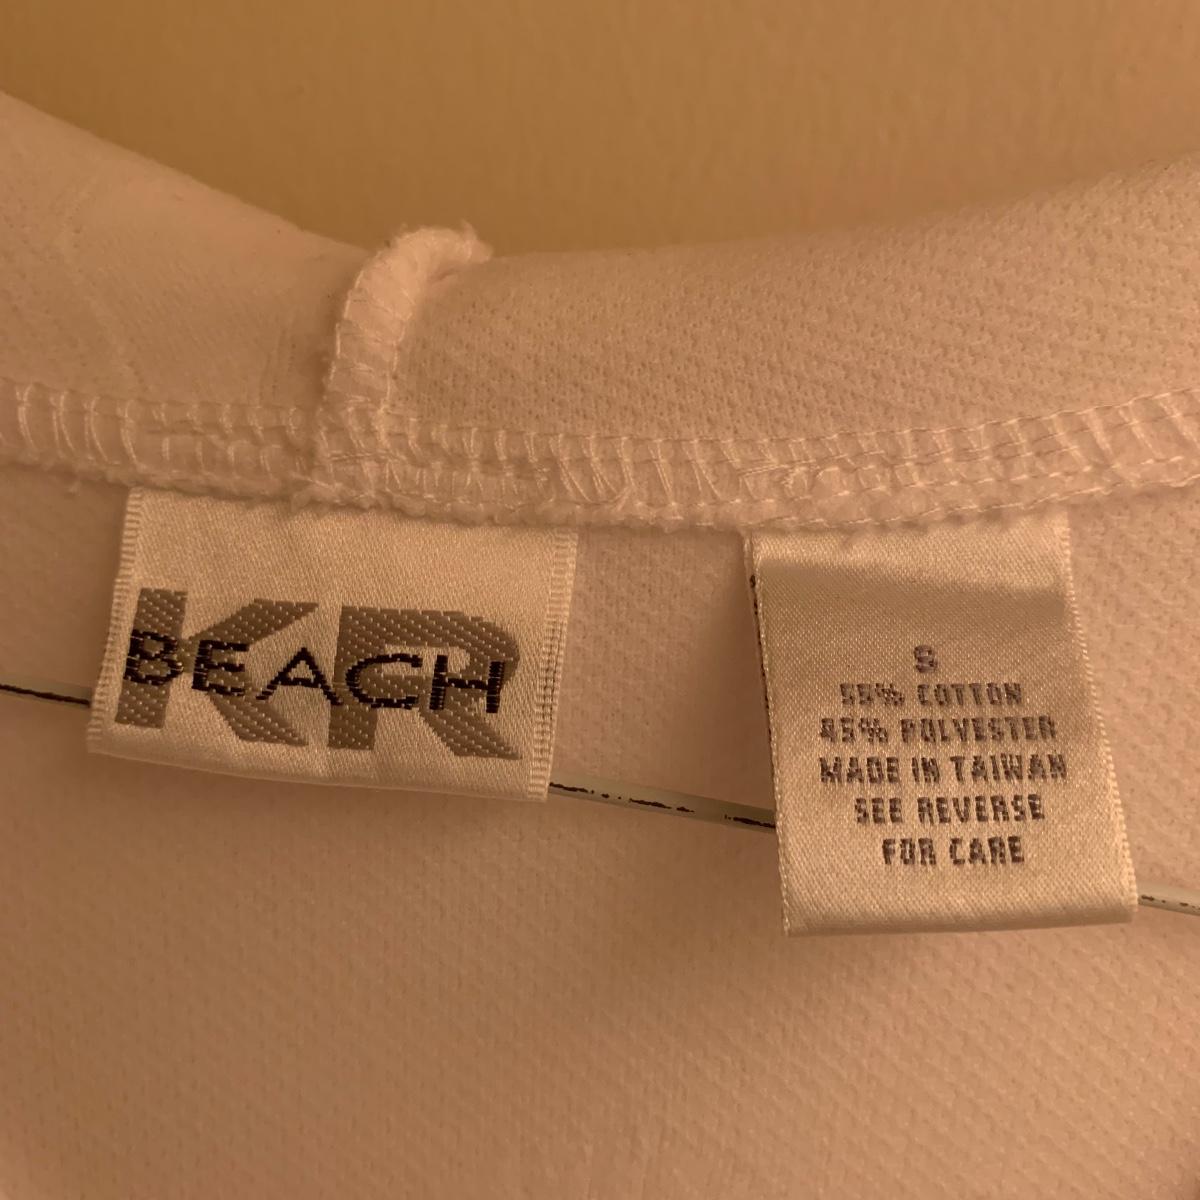 KR
BEACH
S
55% COTTON
45% POLYESTER
MADE IN TAIWAN
SEE REVERSE
FOR CARE